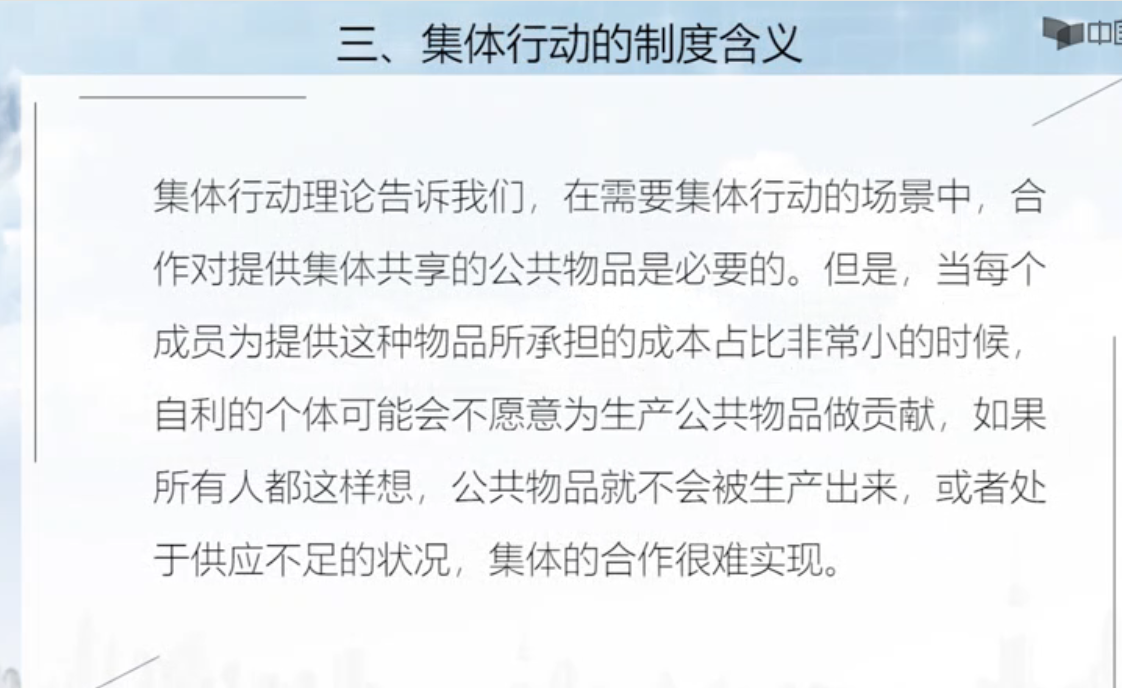 三、集体行动的制度含义
中
集体行动理论告诉我们，在需要集体行动的场景中，合
作对提供集体共享的公共物品是必要的。但是，当每个
成员为提供这种物品所承担的成本占比非常小的时候，
自利的个体可能会不愿意为生产公共物品做贡献，如果
所有人都这样想，公共物品就不会被生产出来，或者处
于供应不足的状况，集体的合作很难实现。